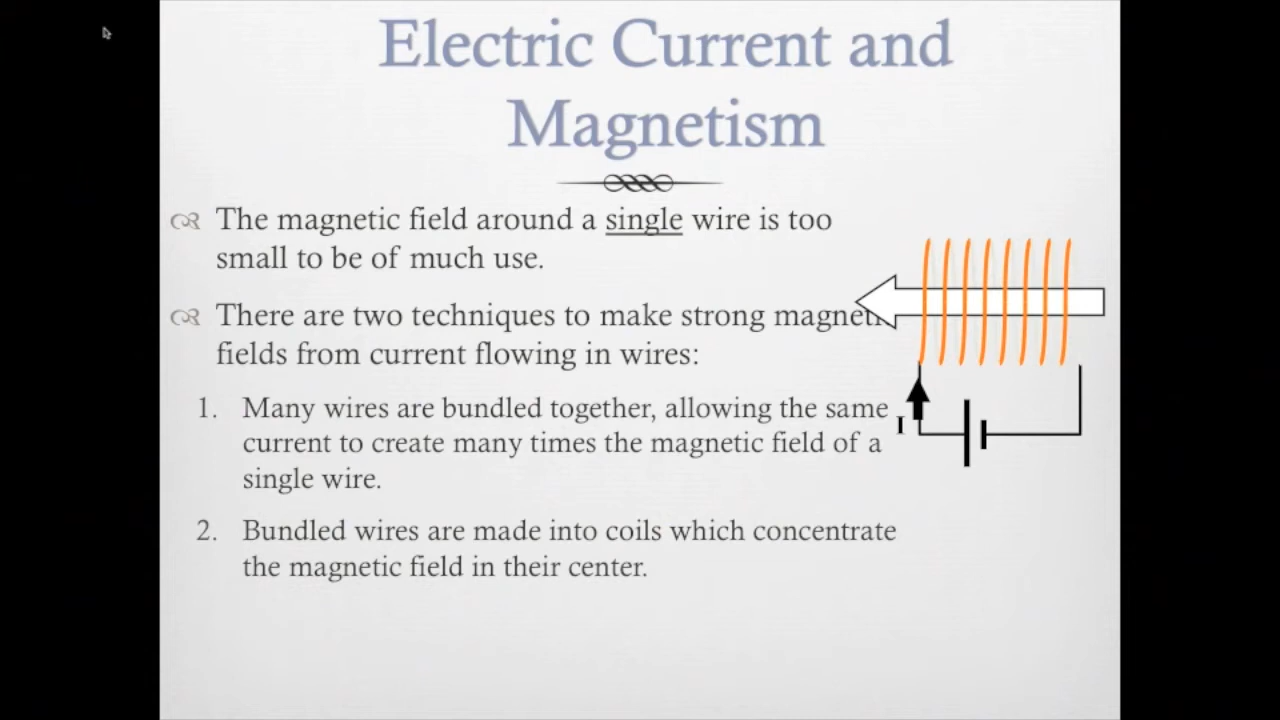 Electric Current and
Magnetism
The magnetic field around a single wire is too
small to be of much use.
There are two techniques to make strong magneti
fields from current flowing in wires:
1. Many wires are bundled together, allowing the same
current to create many times the magnetic field of a
single wire.
2. Bundled wires are made into coils which concentrate
the magnetic field in their center.
I